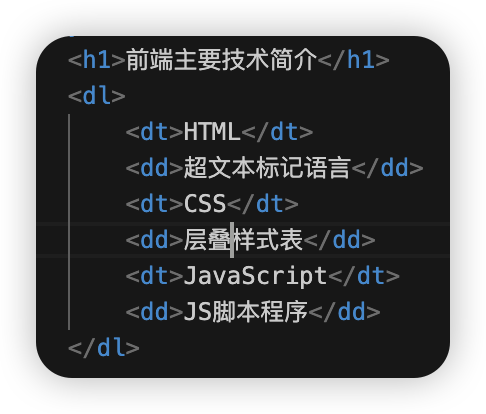 <h1>前端主要技术简介</h1>
<dl>
<dt>HTML</dt>
<dd>超文本标记语言</dd>
<dt>CSS</dt>
<dd>层叠样式表</dd>
<dt>JavaScript</dt>
<dd>JS脚本程序</dd>
</dl>